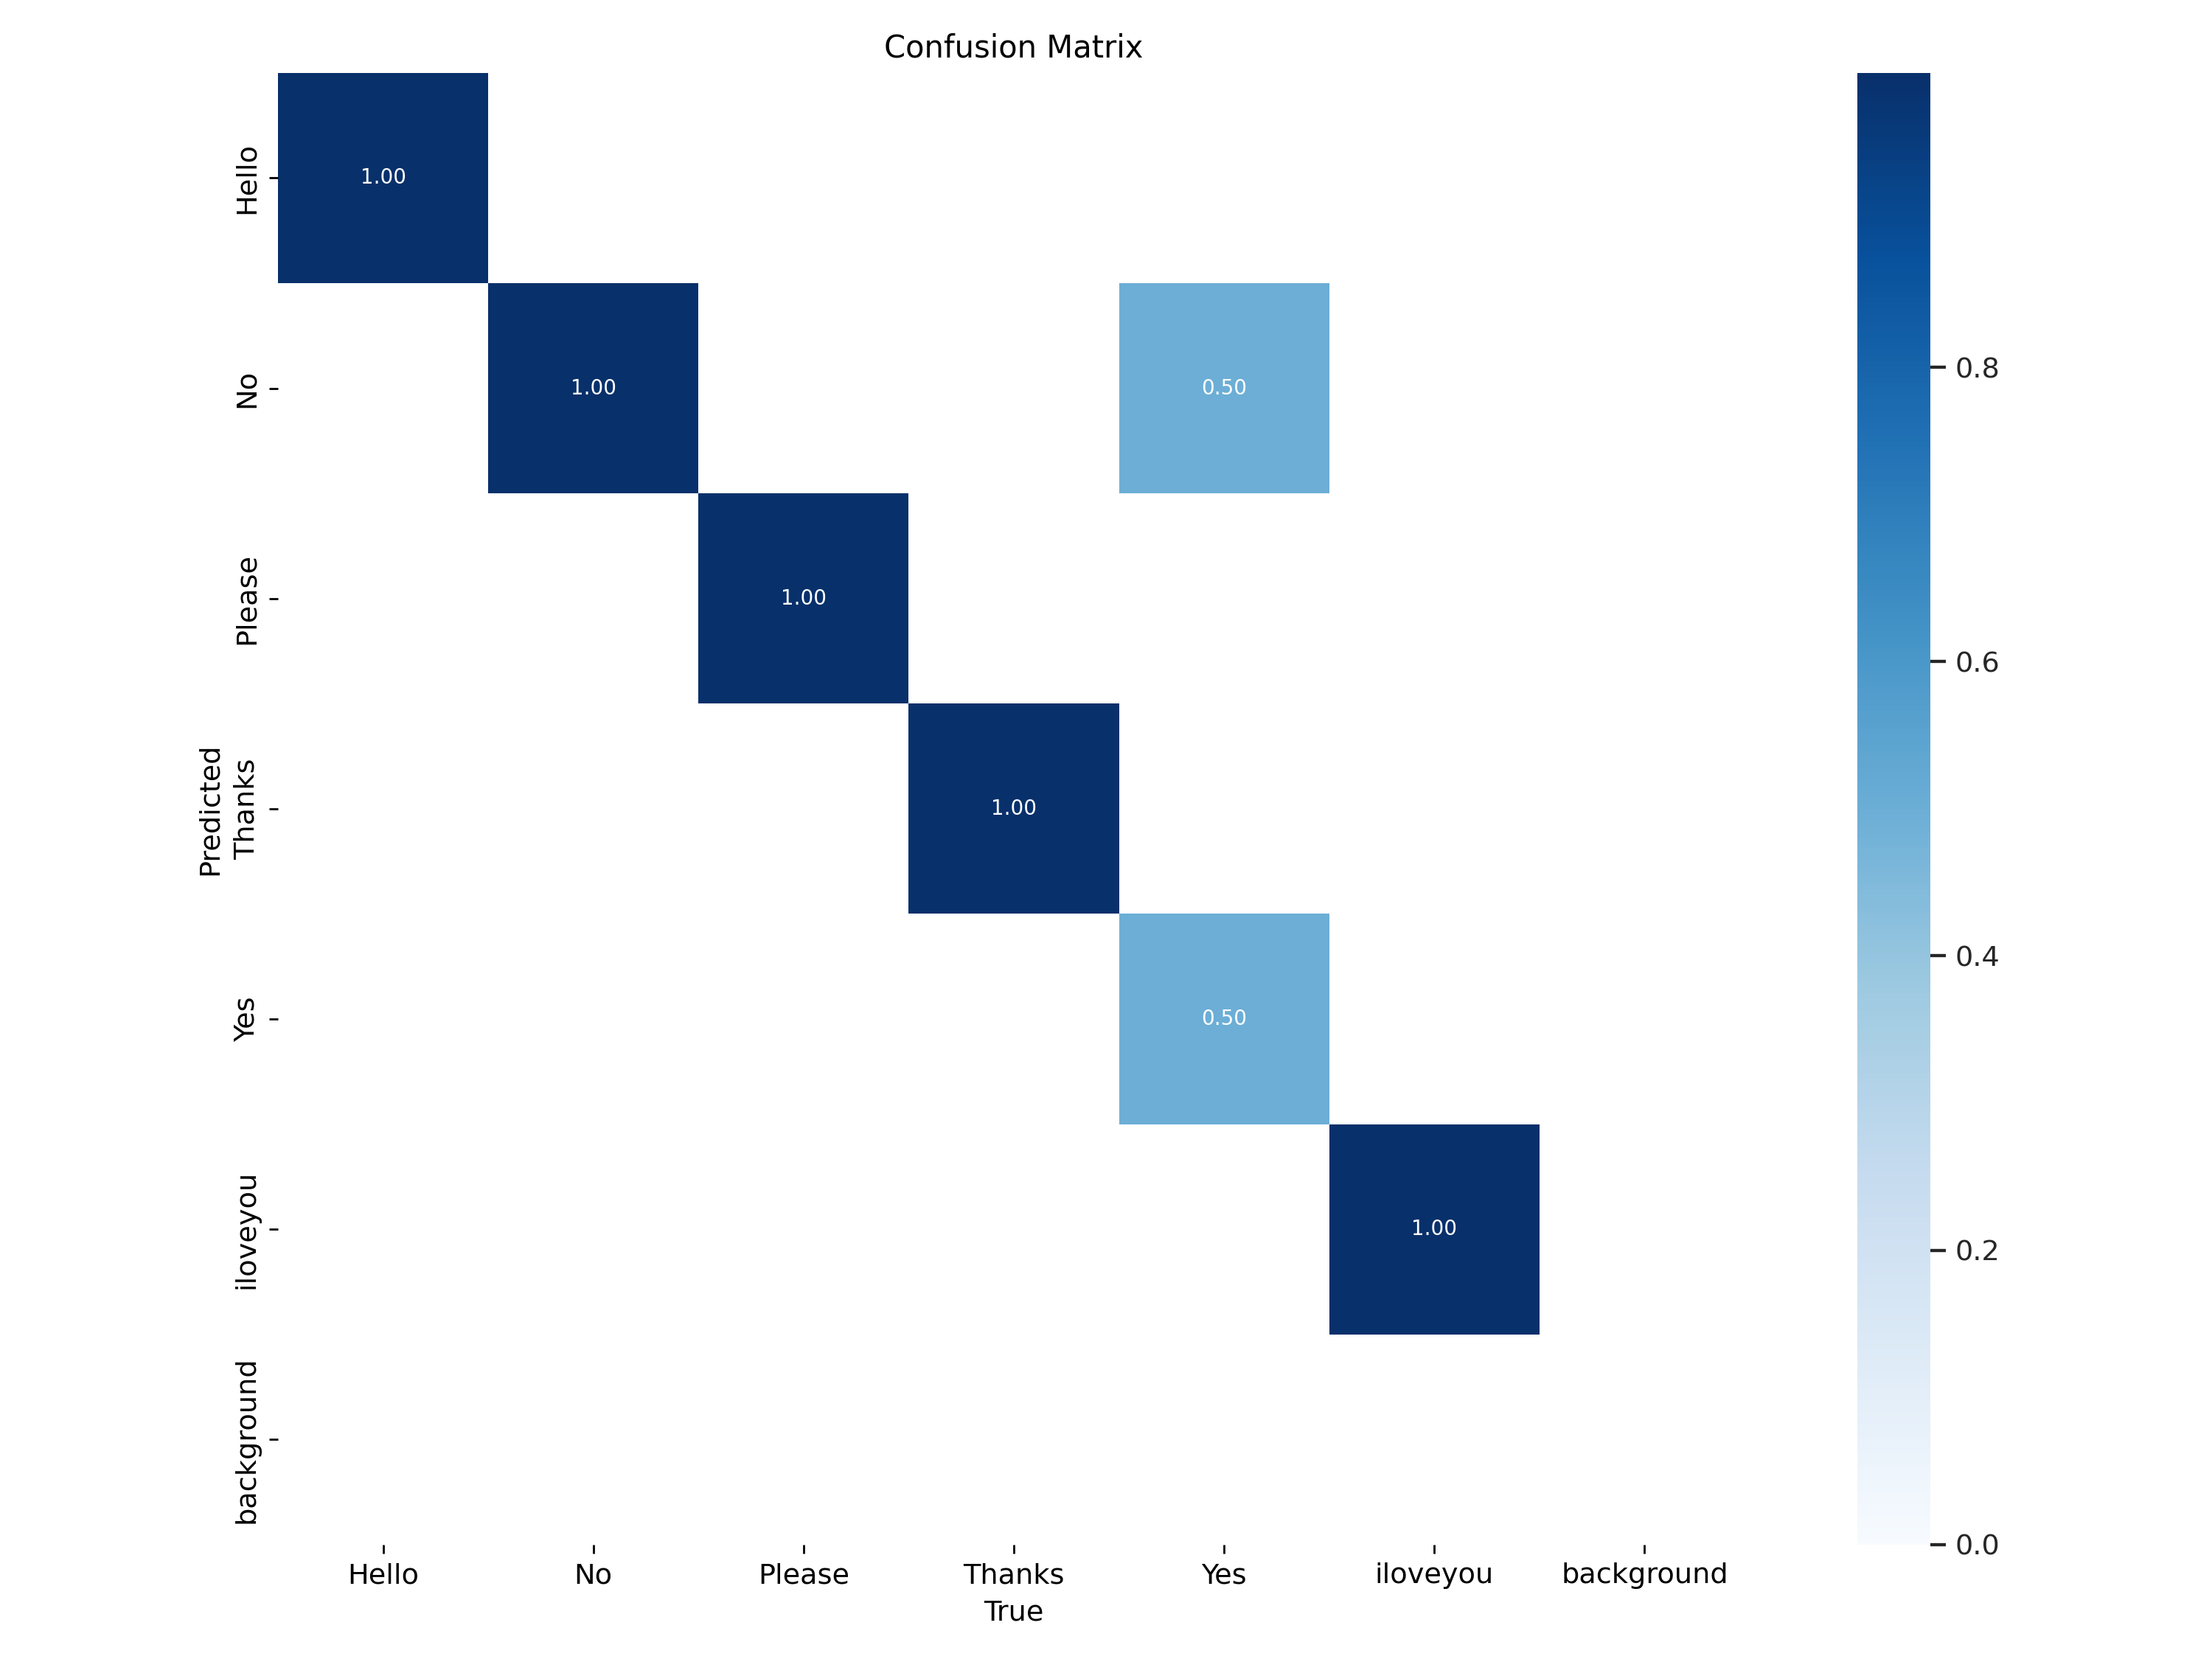 Confusion Matrix
Hello
1.00
No
1.00
0.50
0.8
Please
1.00
0.6
Predicted
Thanks
1.00
0.4
Yes
0.50
iloveyou
1.00
0.2
background
0.0
Hello No Please Thanks Yes iloveyou background
True